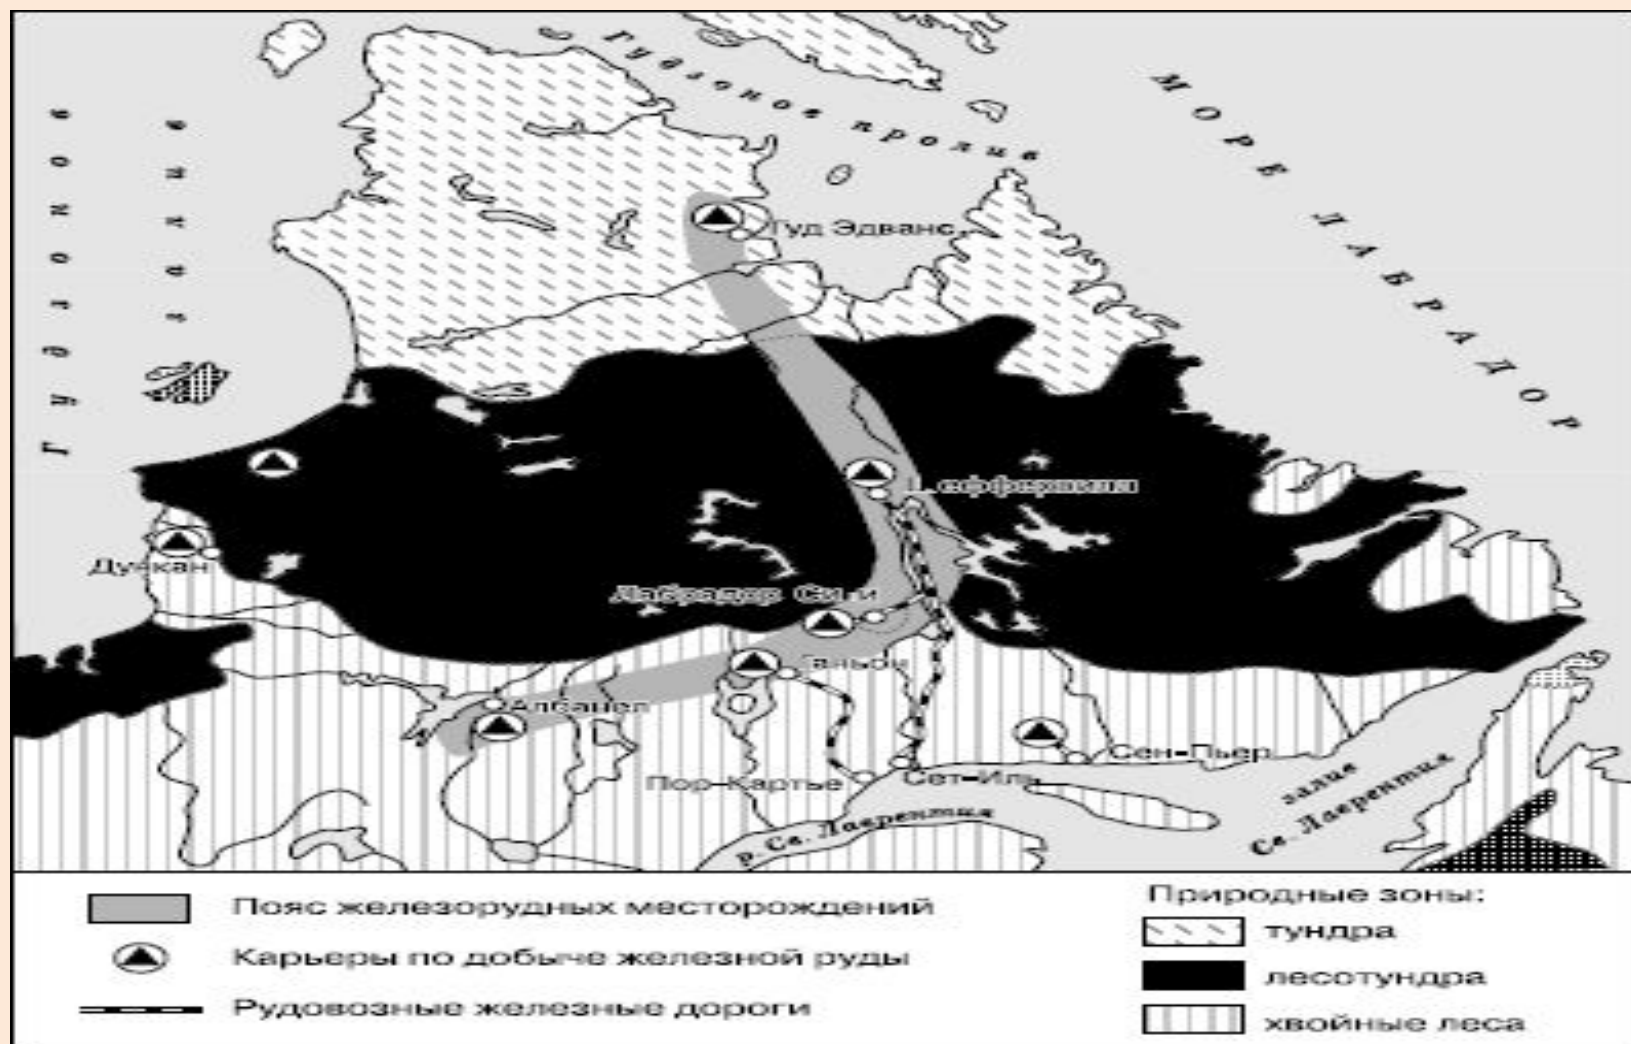 Гудзонов пролив
МОРЕ ЛАБРАДОР
Гудзонов
залив
Гуд Эдванс
Шефферсвилл
Дункан
Лабрадор Сити
Ганьон
Албанел
Сен-Пьер
Пор-Картье
Сет-Иль
р. Св. Лаврентия
залив
Св. Лаврентия
Пояс железорудных месторождений
Карьеры по добыче железной руды
Рудовозные железные дороги
Природные зоны:
тундра
лесотундра
хвойные леса